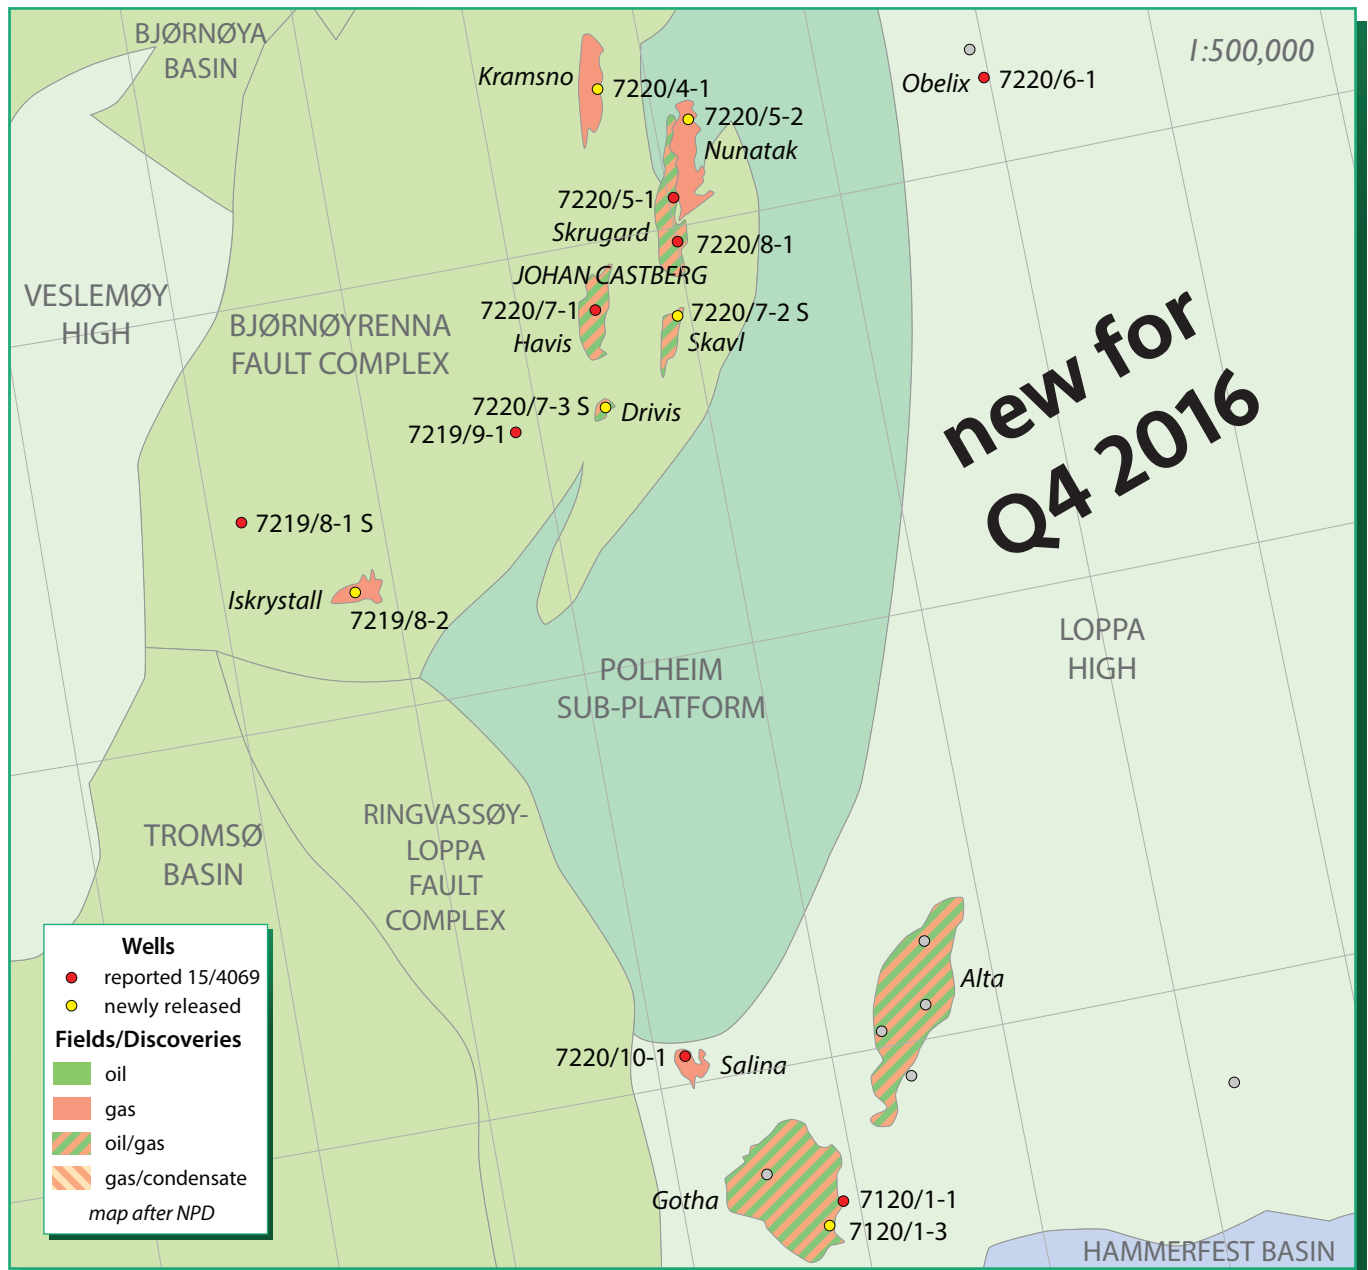 BJØRNØYA
BASIN
1:500,000
Kramsno
7220/4-1
Obelix
7220/6-1
7220/5-2
Nunatak
7220/5-1
Skrugard
7220/8-1
JOHAN CASTBERG
VESLEMØY
HIGH
BJØRNØYRENNA
FAULT COMPLEX
7220/7-1
Havis
7220/7-2 S
Skavl
new for
Q4 2016
7220/7-3 S
Drivis
7219/9-1
7219/8-1 S
Iskrystall
7219/8-2
LOPPA
HIGH
POLHEIM
SUB-PLATFORM
TROMSØ
BASIN
RINGVASSØY-
LOPPA
FAULT
COMPLEX
Alta
7220/10-1
Salina
Gotha
7120/1-1
7120/1-3
HAMMERFEST BASIN
Wells
reported 15/4069
newly released
Fields/Discoveries
oil
gas
oil/gas
gas/condensate
map after NPD